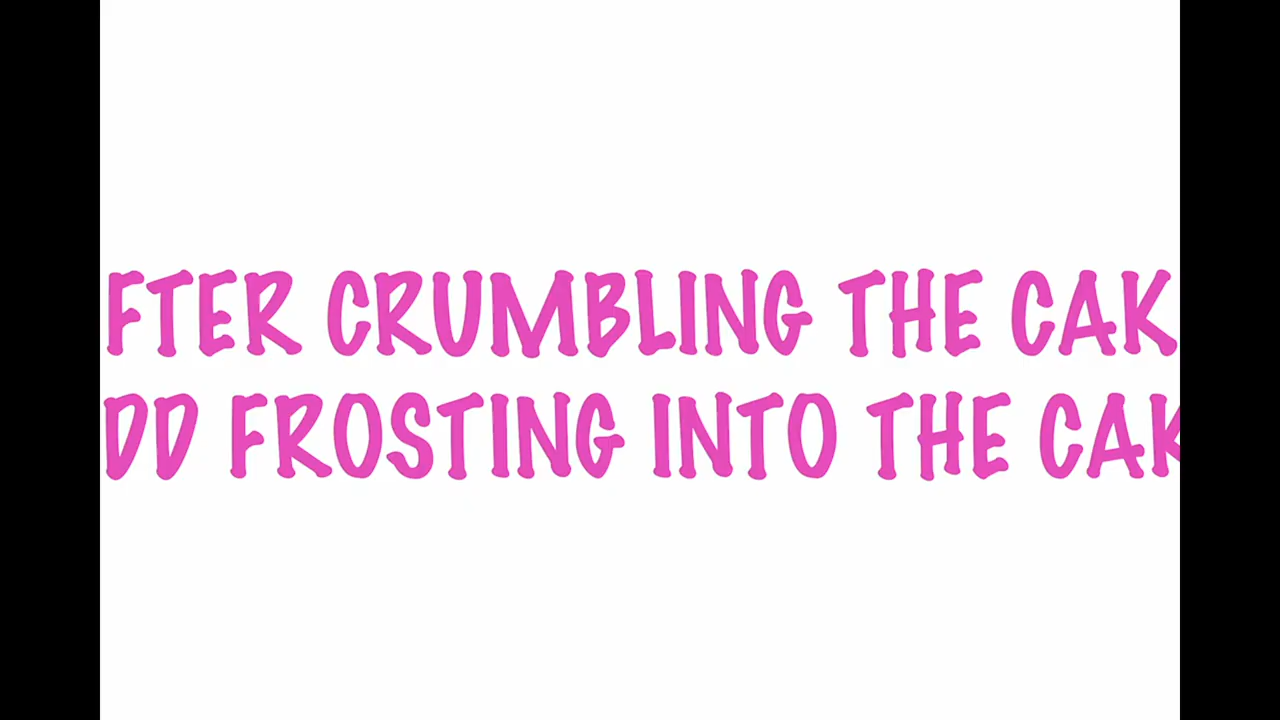 FTER CRUMBLING THE CAK
DD FROSTING INTO THE CAK